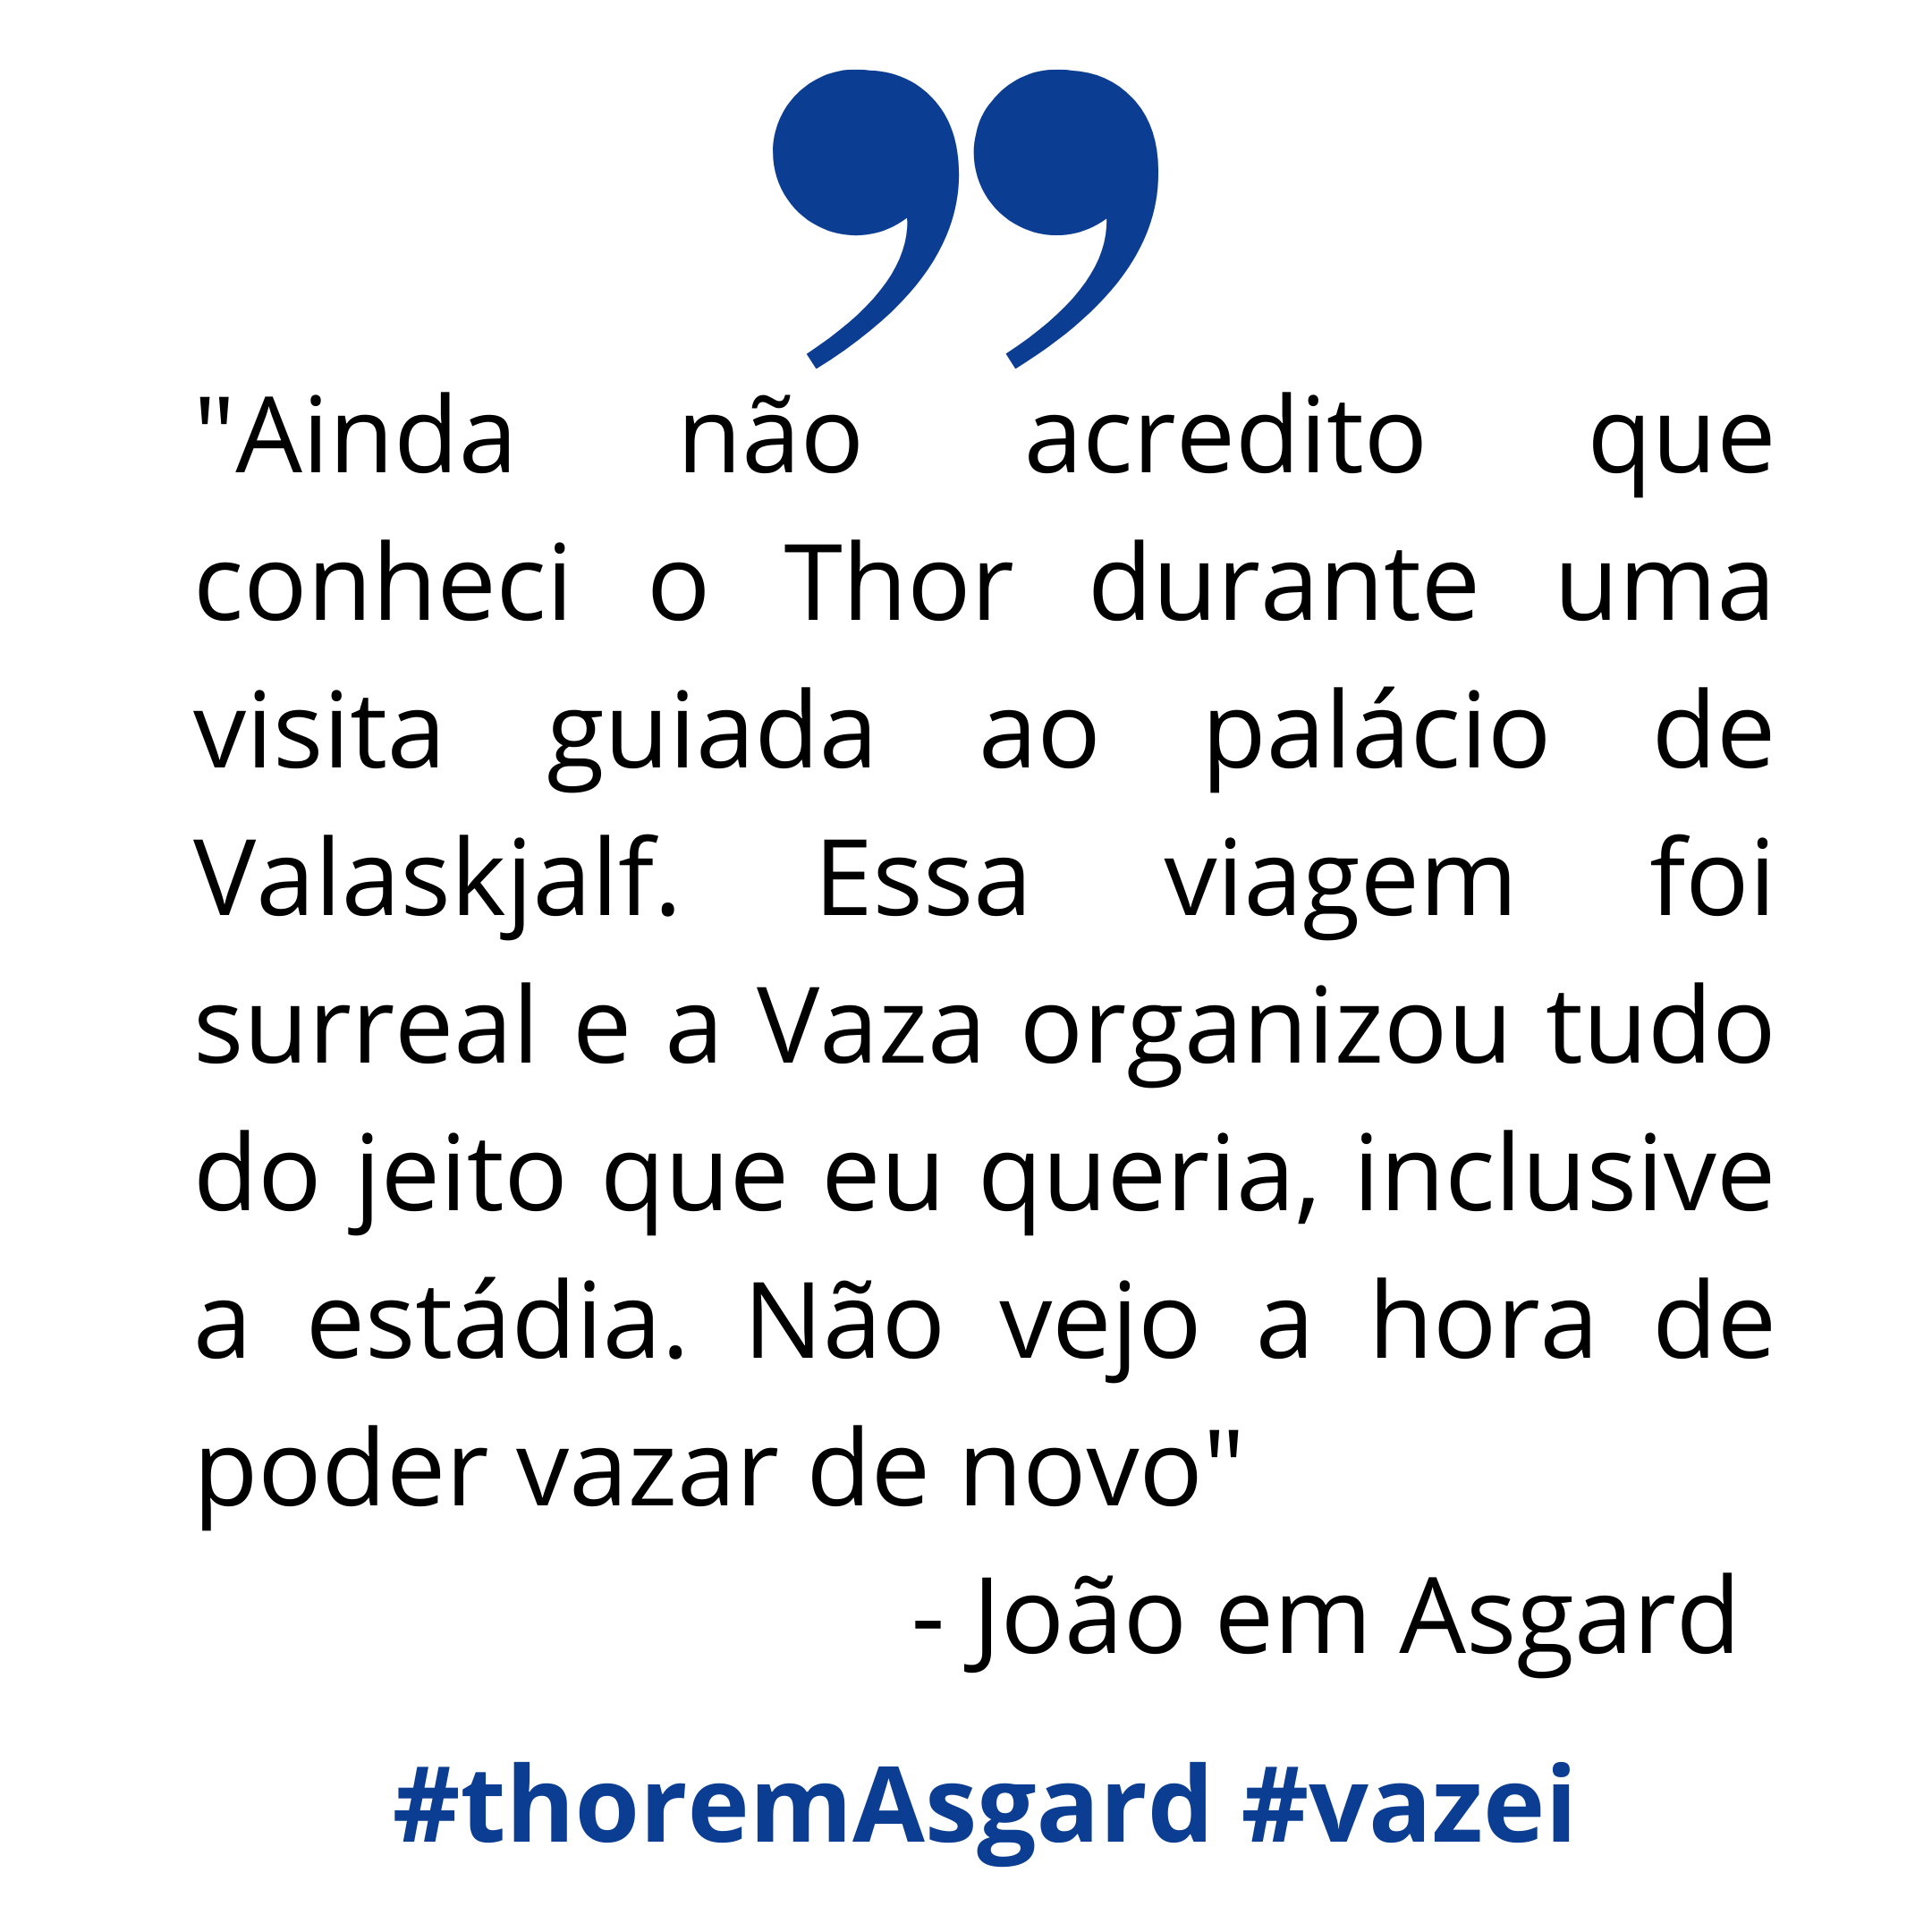 "Ainda não acredito que
conheci o Thor durante uma
visita guiada ao palácio de
Valaskjalf. Essa viagem foi
surreal e a Vaza organizou tudo
do jeito que eu queria, inclusive
a estádia. Não vejo a hora de
poder vazar de novo"
- João em Asgard
#thoremAsgard #vazei